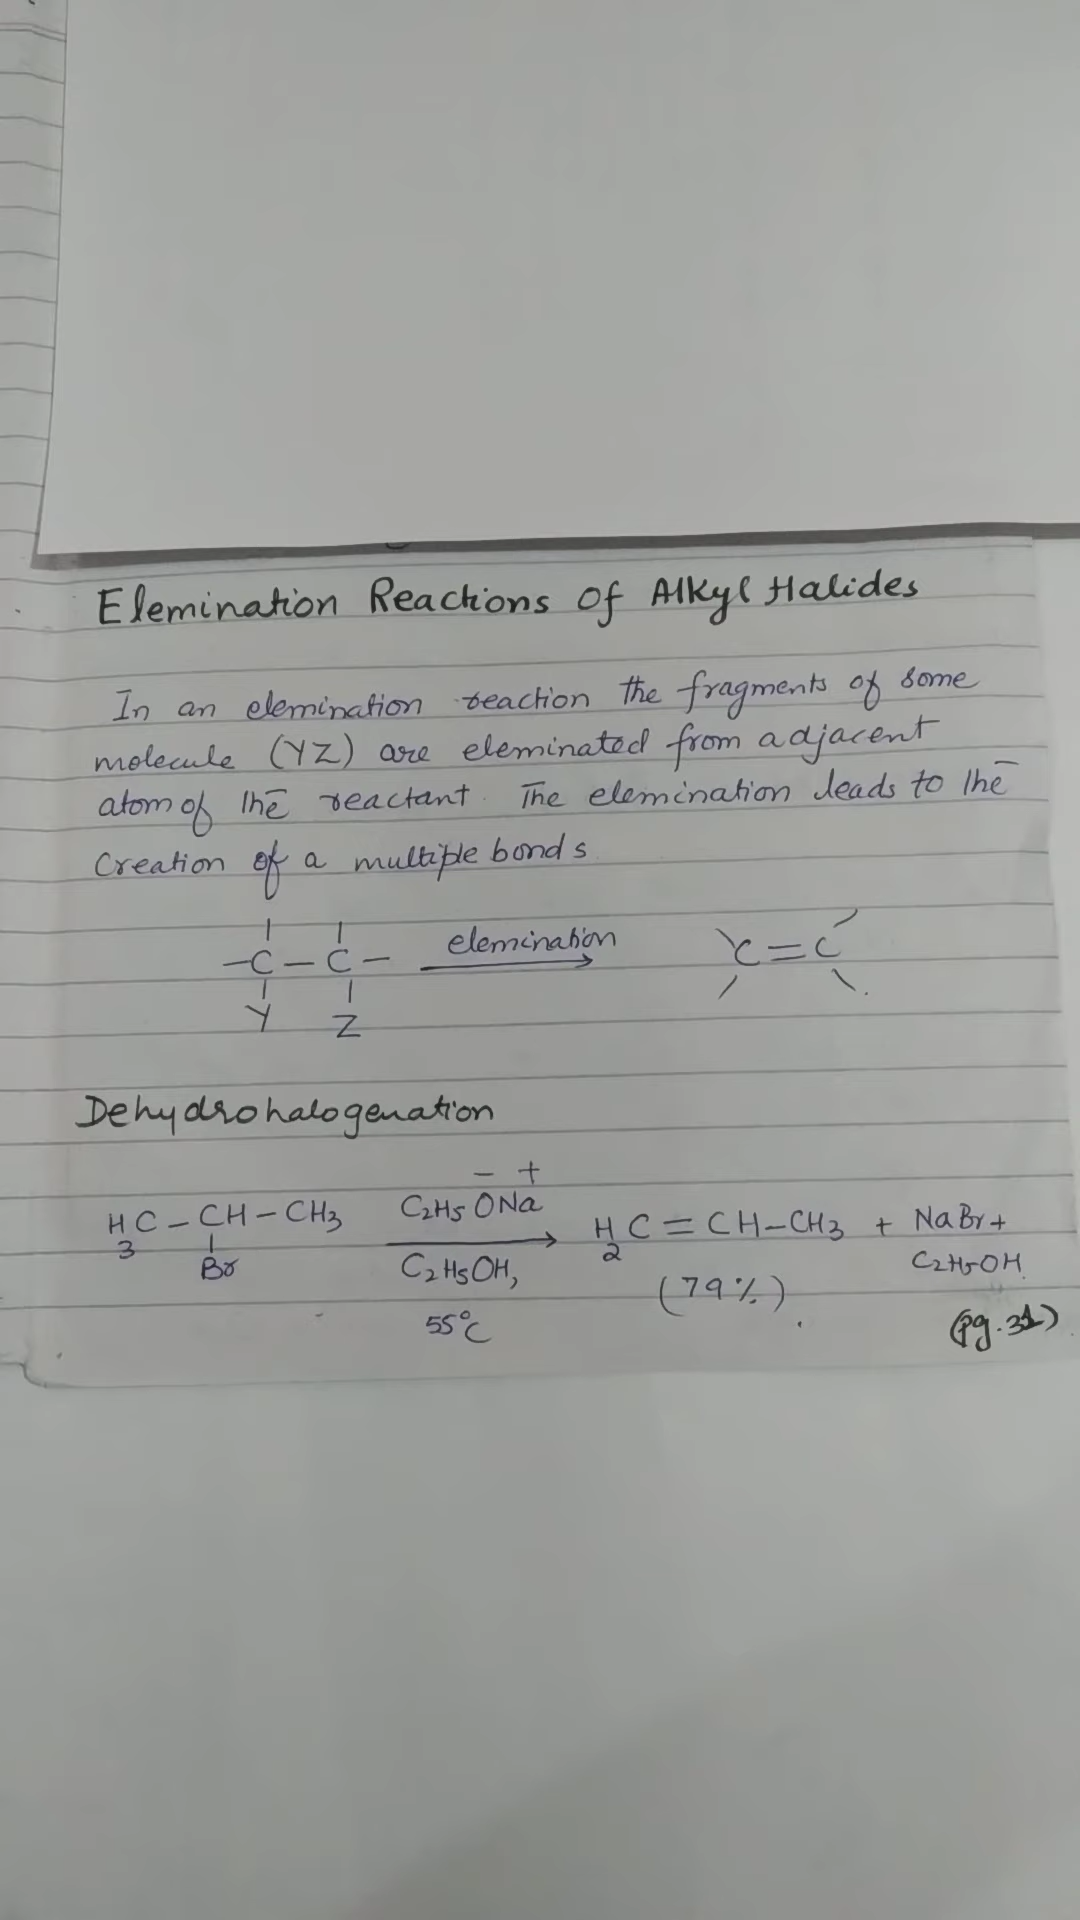 Elemination Reactions Of Alkyl Halides
In an elemination reaction the fragments of some
molecule (YZ) are eleminated from adjacent
atom of the reactant. The elemination leads to the
Creation of a multiple bonds
-C-C- elemination C=C
Y Z
Dehydrohalogenation
- +
H3C-CH-CH3 C2H5ONa H2C=CH-CH3 + NaBr+
Br C2H5OH, (79%) C2H5OH
55°C (pg.31)